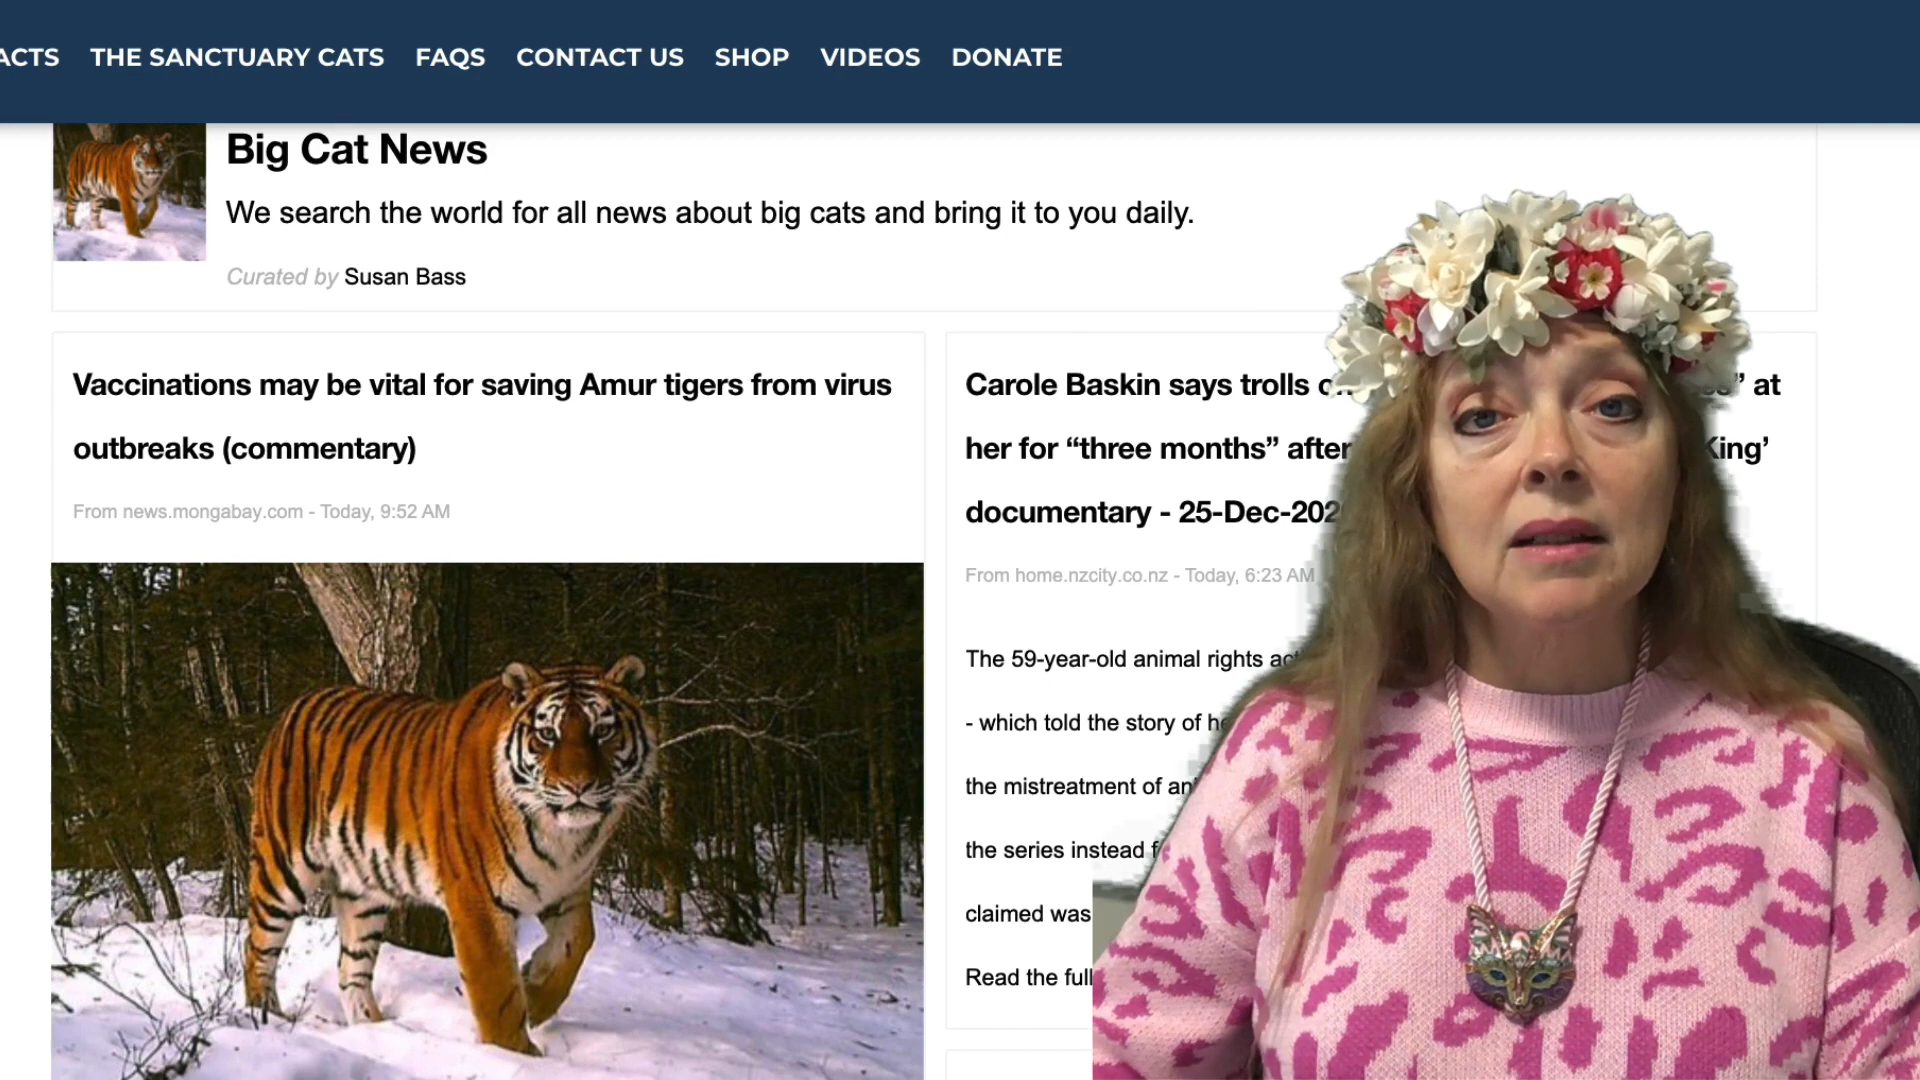 ACTS THE SANCTUARY CATS FAQS CONTACT US SHOP VIDEOS DONATE
Big Cat News
We search the world for all news about big cats and bring it to you daily.
Curated by Susan Bass
Vaccinations may be vital for saving Amur tigers from virus
outbreaks (commentary)
From news.mongabay.com - Today, 9:52 AM
Carole Baskin says trolls at
her for “three months” after King’
documentary - 25-Dec-202
From home.nzcity.co.nz - Today, 6:23 AM
The 59-year-old animal rights
- which told the story of
the mistreatment of
the series instead
claimed was
Read the full